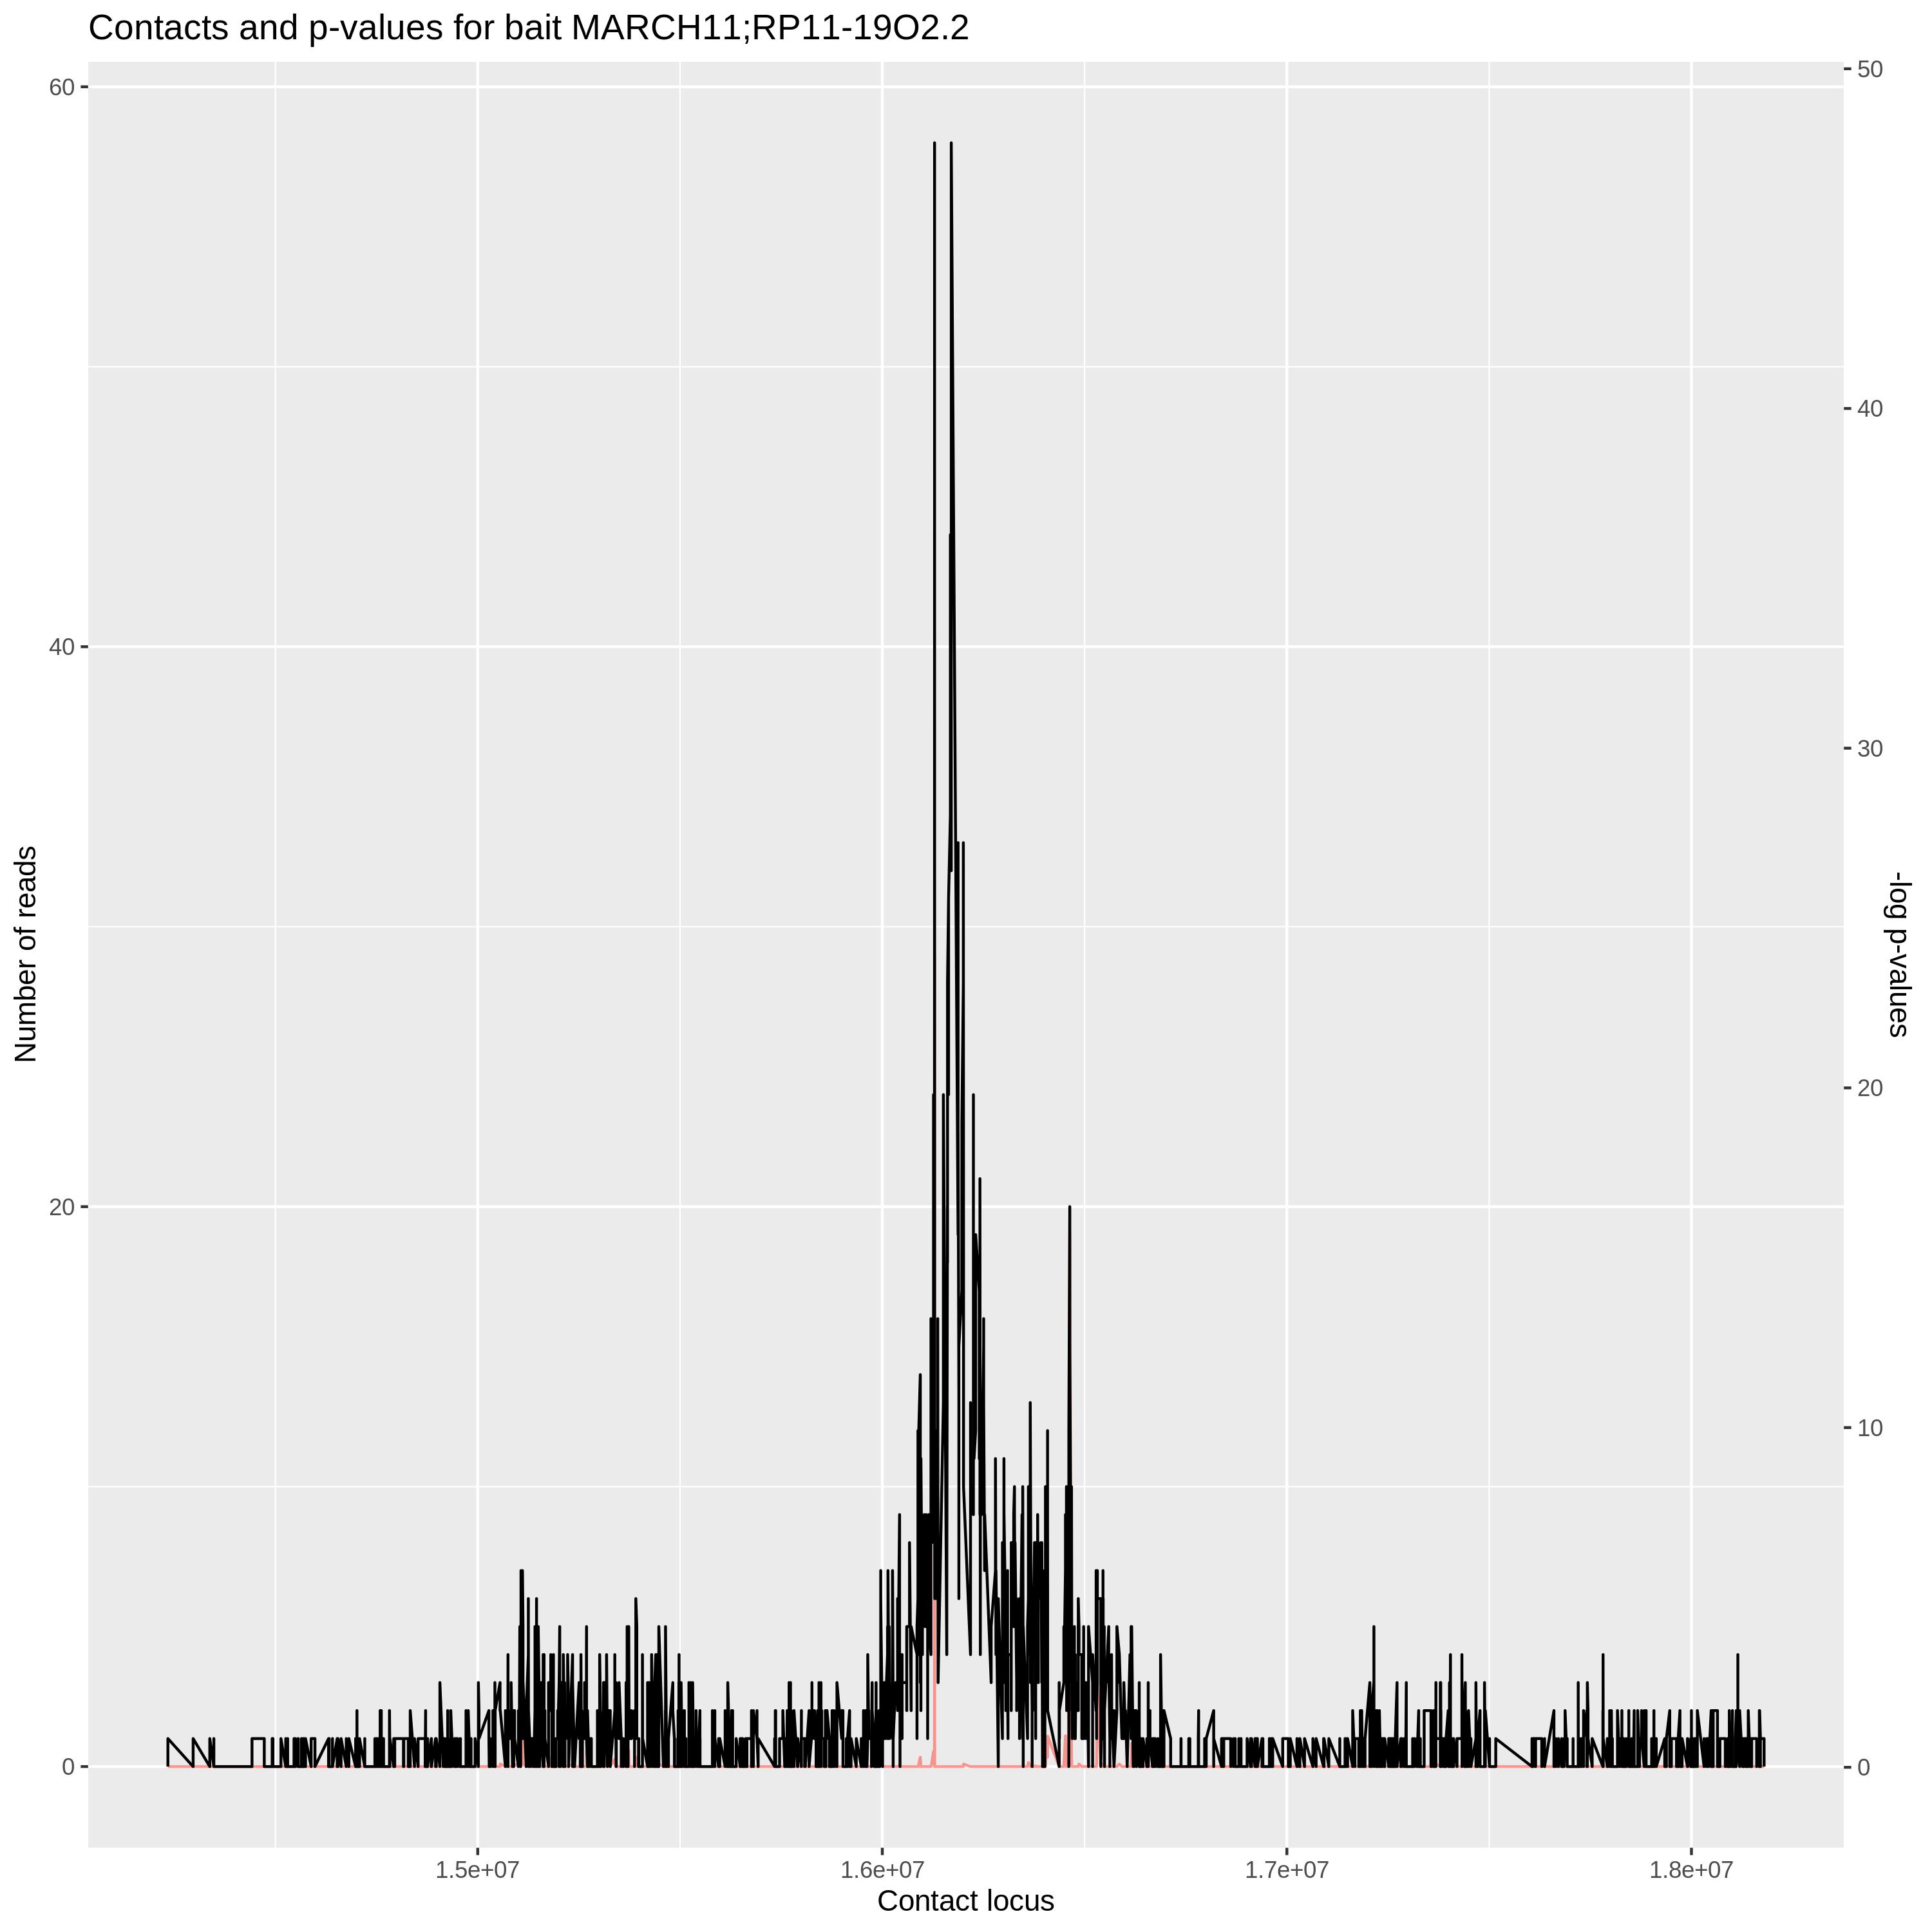 Contacts and p-values for bait MARCH11;RP11-19O2.2
60
40
20
0
Number of reads
50
40
30
20
10
0
-log p-values
1.5e+07
1.6e+07
1.7e+07
1.8e+07
Contact locus